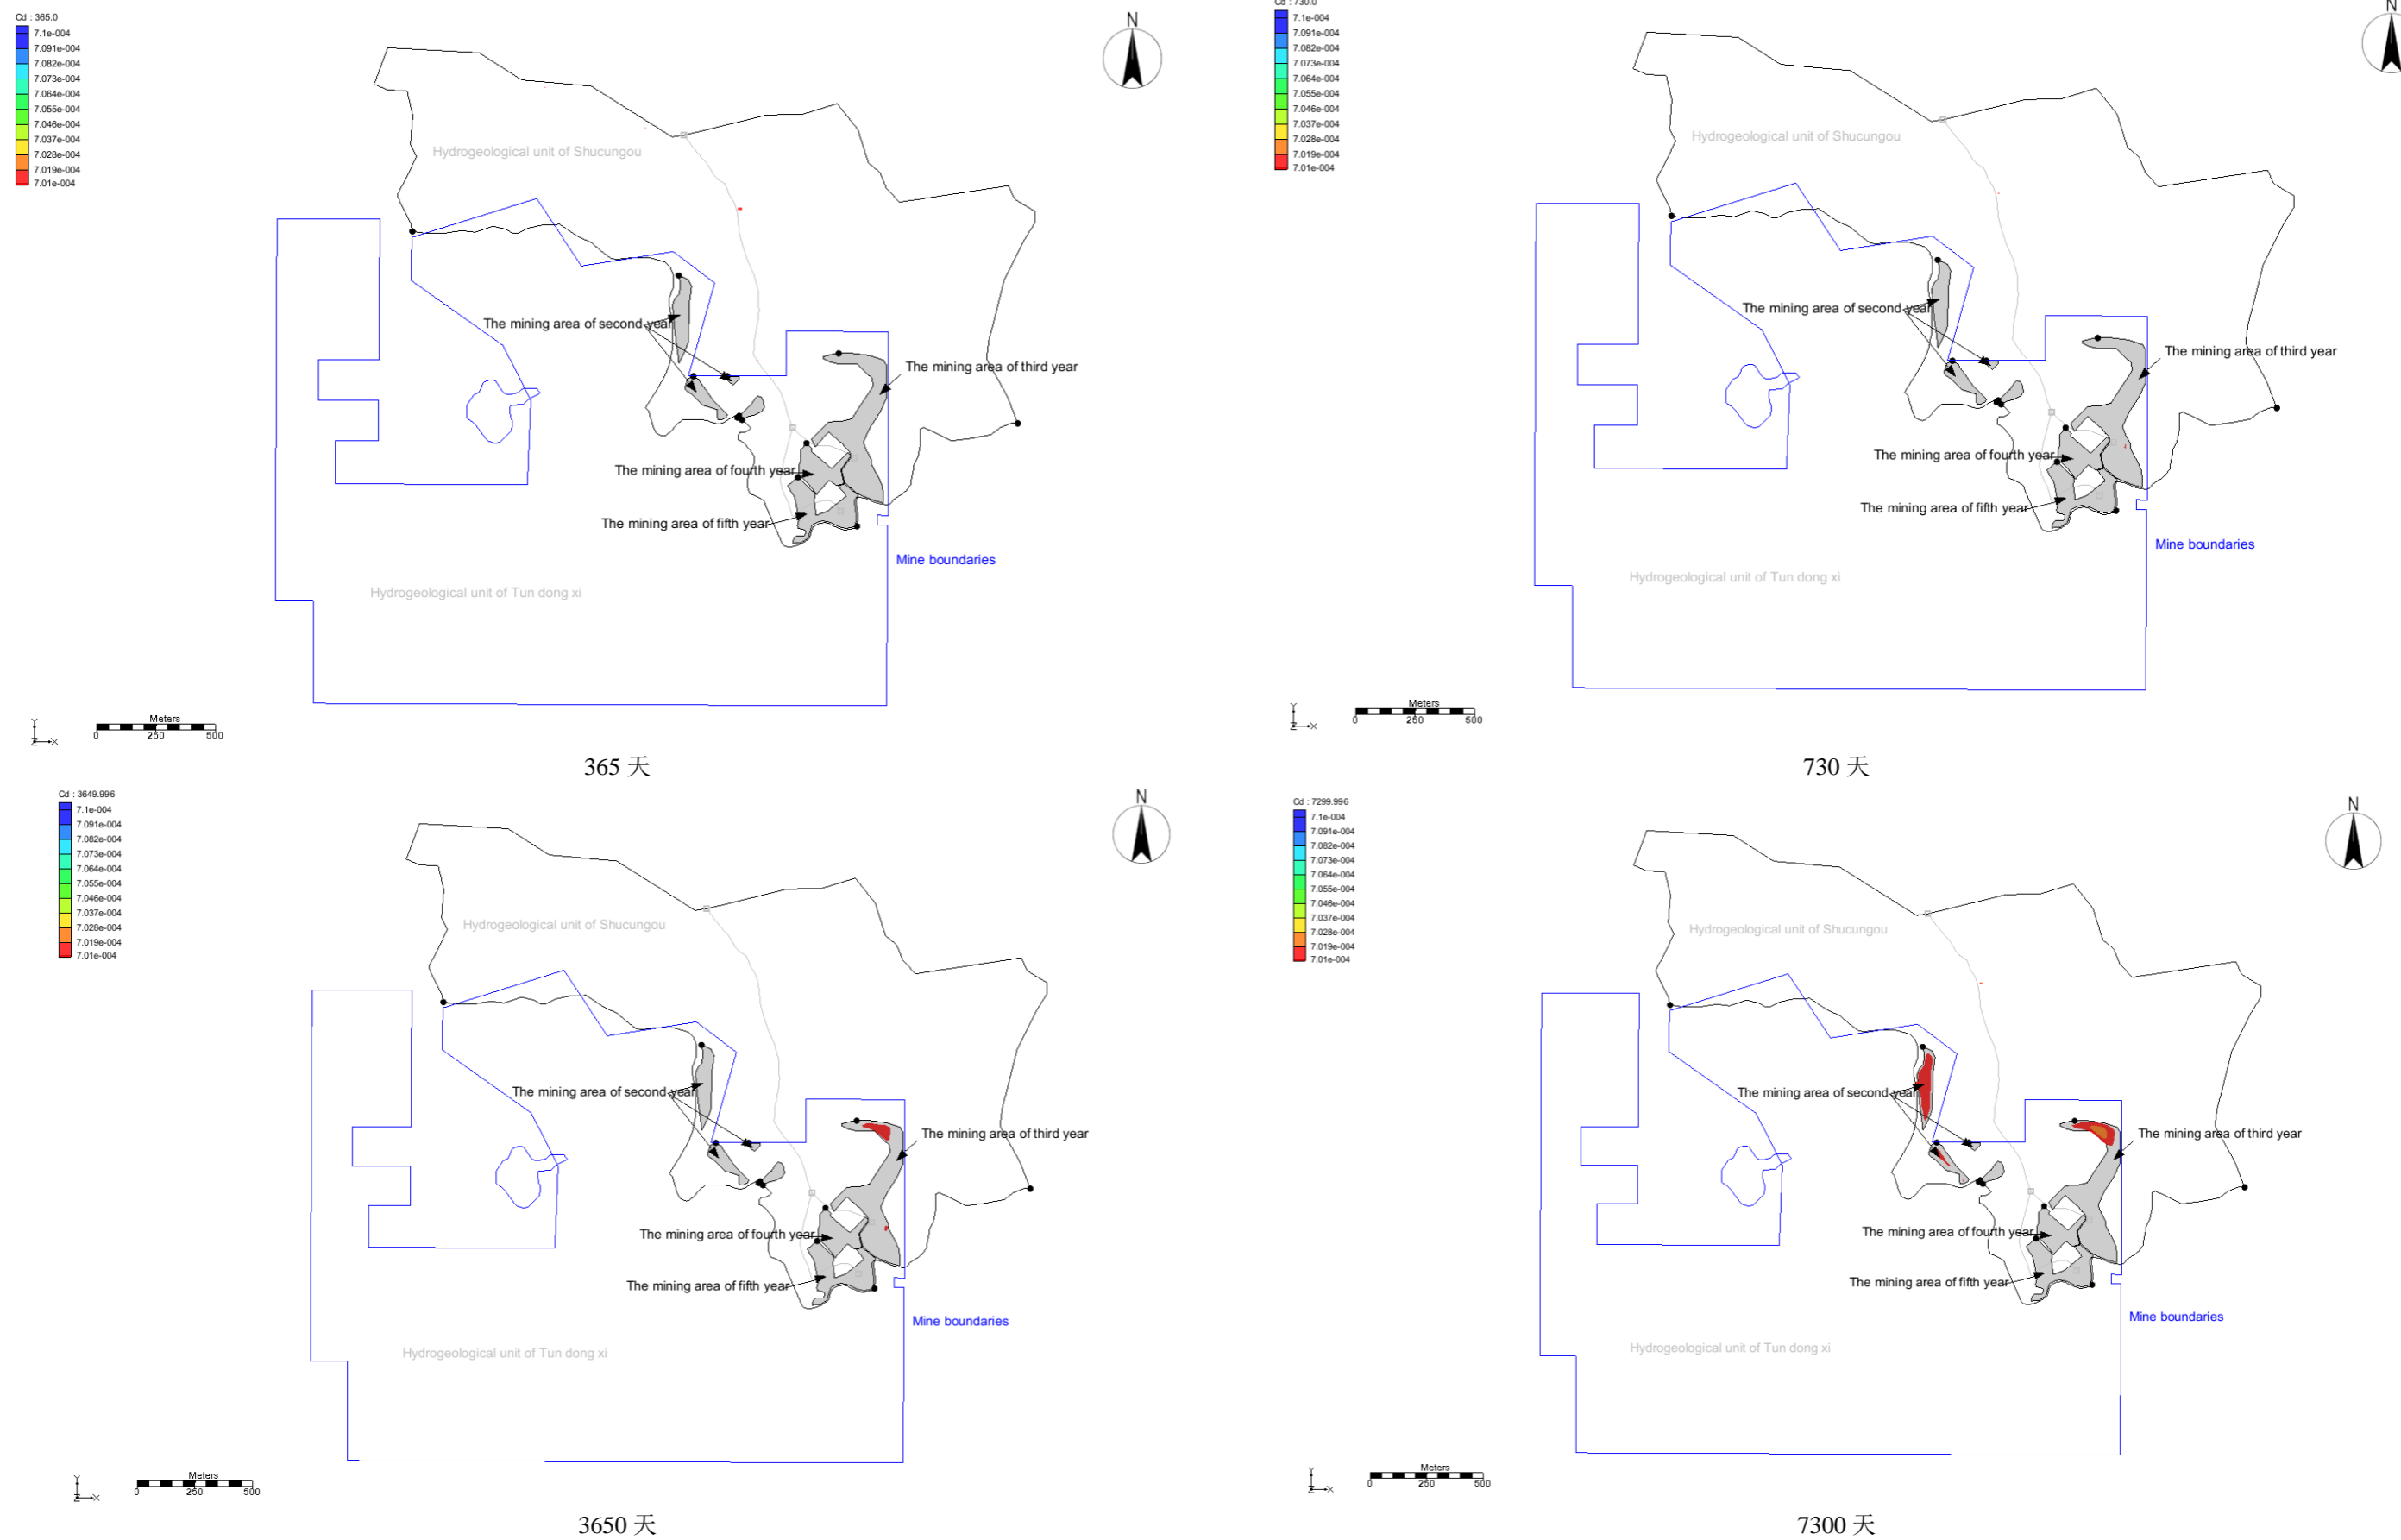 Cd : 365.0
7.1e-004
7.091e-004
7.082e-004
7.073e-004
7.064e-004
7.055e-004
7.046e-004
7.037e-004
7.028e-004
7.019e-004
7.01e-004
N
Hydrogeological unit of Shucungou
The mining area of second year
The mining area of third year
The mining area of fourth year
The mining area of fifth year
Mine boundaries
Hydrogeological unit of Tun dong xi
Y
Z X
Meters
0 250 500
365 天
Cd : 730.0
7.1e-004
7.091e-004
7.082e-004
7.073e-004
7.064e-004
7.055e-004
7.046e-004
7.037e-004
7.028e-004
7.019e-004
7.01e-004
N
Hydrogeological unit of Shucungou
The mining area of second year
The mining area of third year
The mining area of fourth year
The mining area of fifth year
Mine boundaries
Hydrogeological unit of Tun dong xi
Y
Z X
Meters
0 250 500
730 天
Cd : 3649.996
7.1e-004
7.091e-004
7.082e-004
7.073e-004
7.064e-004
7.055e-004
7.046e-004
7.037e-004
7.028e-004
7.019e-004
7.01e-004
N
Hydrogeological unit of Shucungou
The mining area of second year
The mining area of third year
The mining area of fourth year
The mining area of fifth year
Mine boundaries
Hydrogeological unit of Tun dong xi
Y
Z X
Meters
0 250 500
3650 天
Cd : 7299.996
7.1e-004
7.091e-004
7.082e-004
7.073e-004
7.064e-004
7.055e-004
7.046e-004
7.037e-004
7.028e-004
7.019e-004
7.01e-004
N
Hydrogeological unit of Shucungou
The mining area of second year
The mining area of third year
The mining area of fourth year
The mining area of fifth year
Mine boundaries
Hydrogeological unit of Tun dong xi
Y
Z X
Meters
0 250 500
7300 天